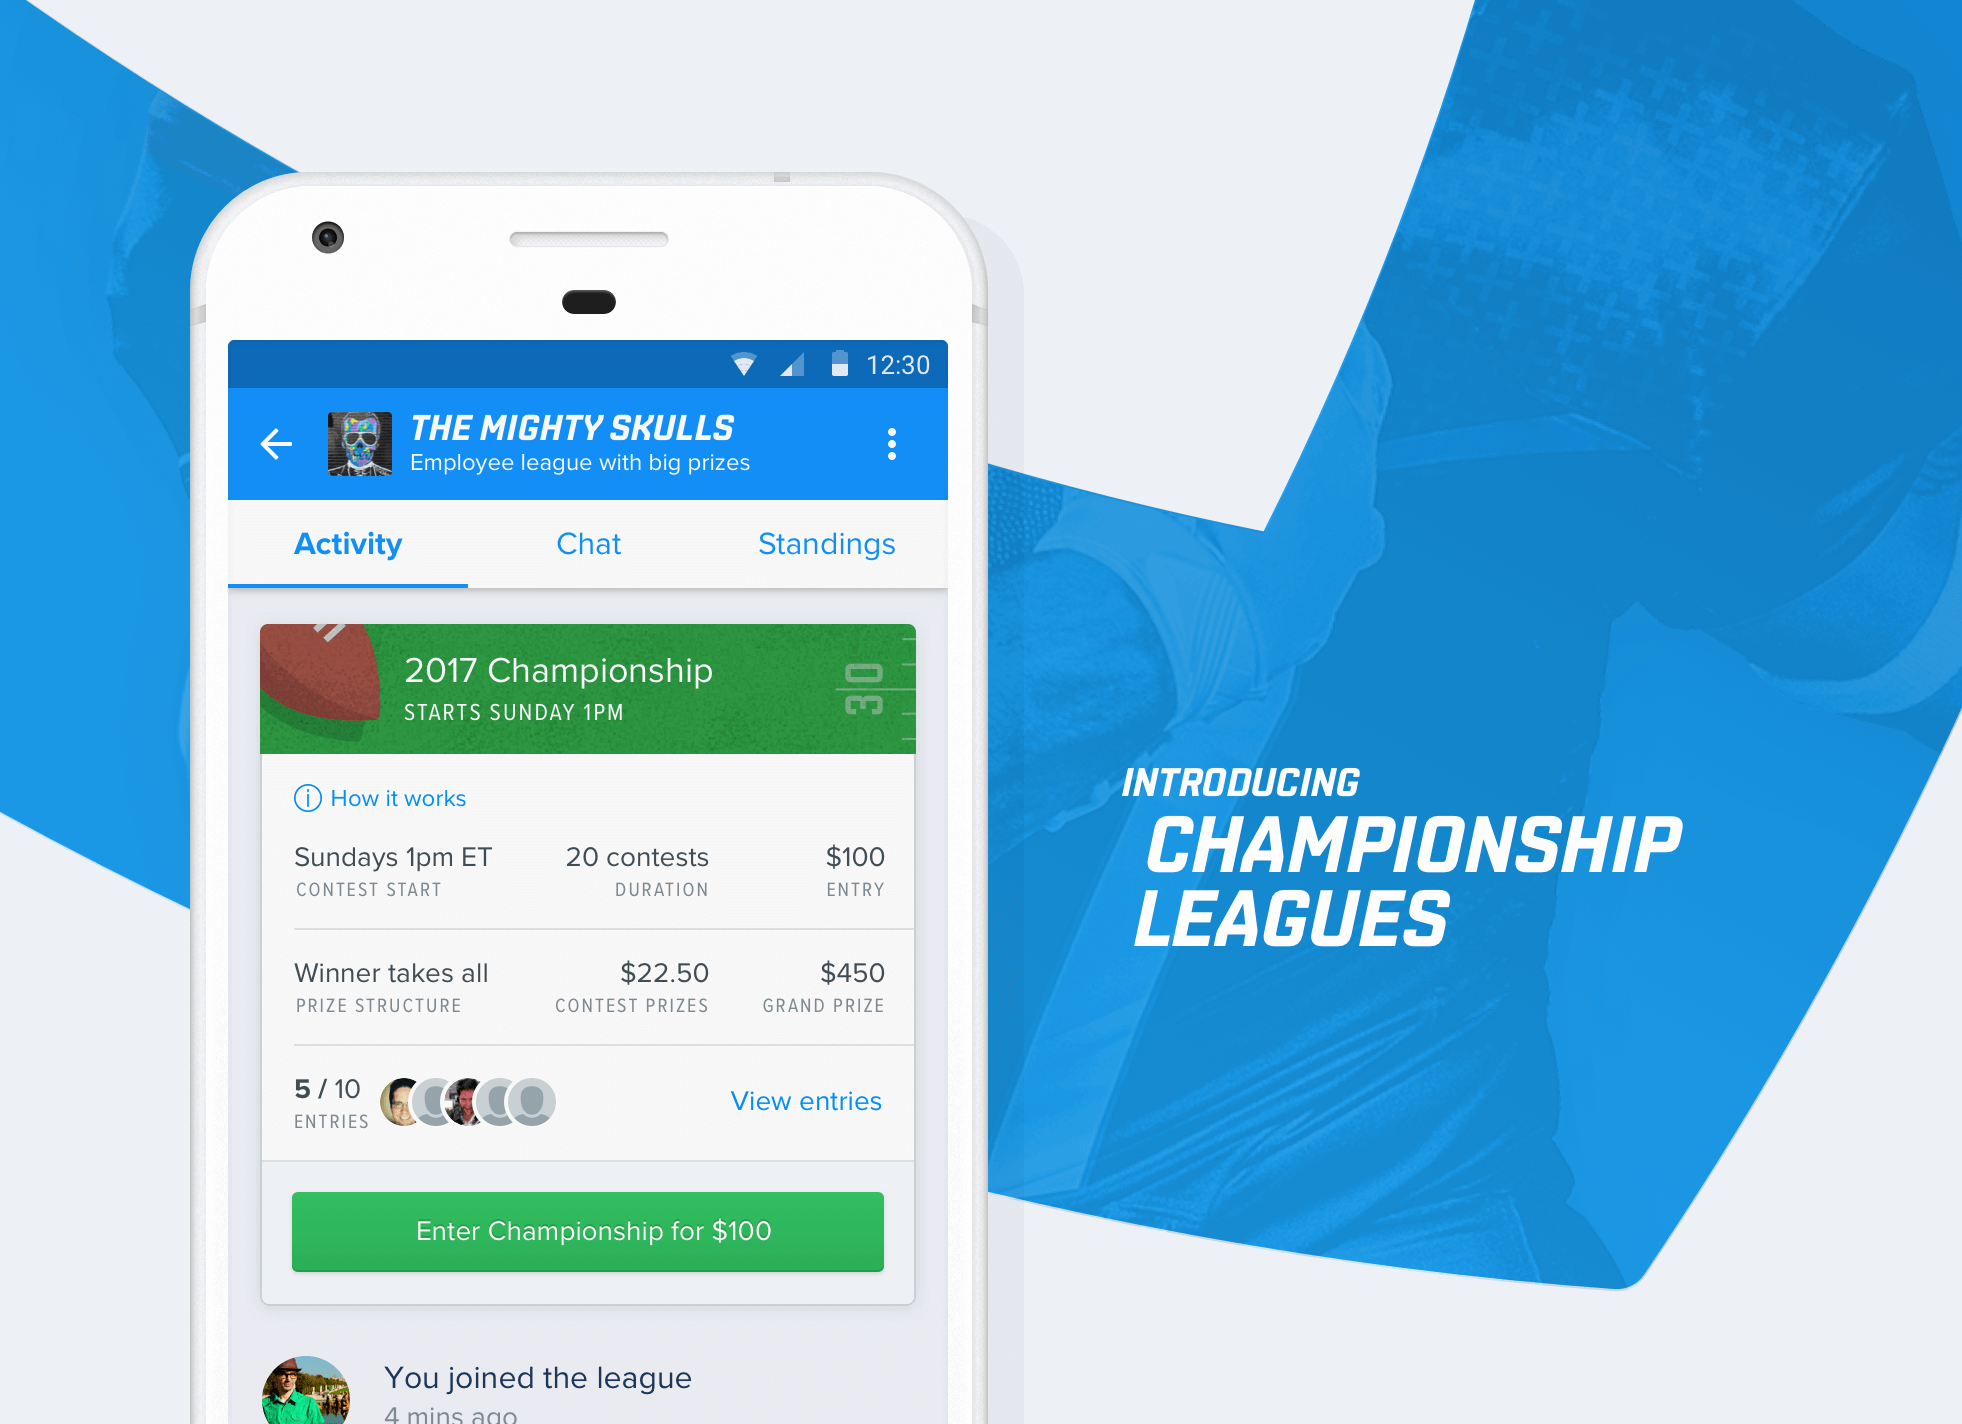 12:30
THE MIGHTY SKULLS
Employee league with big prizes
Activity
Chat
Standings
2017 Championship
STARTS SUNDAY 1PM
30
How it works
Sundays 1pm ET
20 contests
$100
CONTEST START
DURATION
ENTRY
Winner takes all
$22.50
$450
PRIZE STRUCTURE
CONTEST PRIZES
GRAND PRIZE
5 / 10
ENTRIES
View entries
Enter Championship for $100
You joined the league
4 mins ago
INTRODUCING
CHAMPIONSHIP
LEAGUES